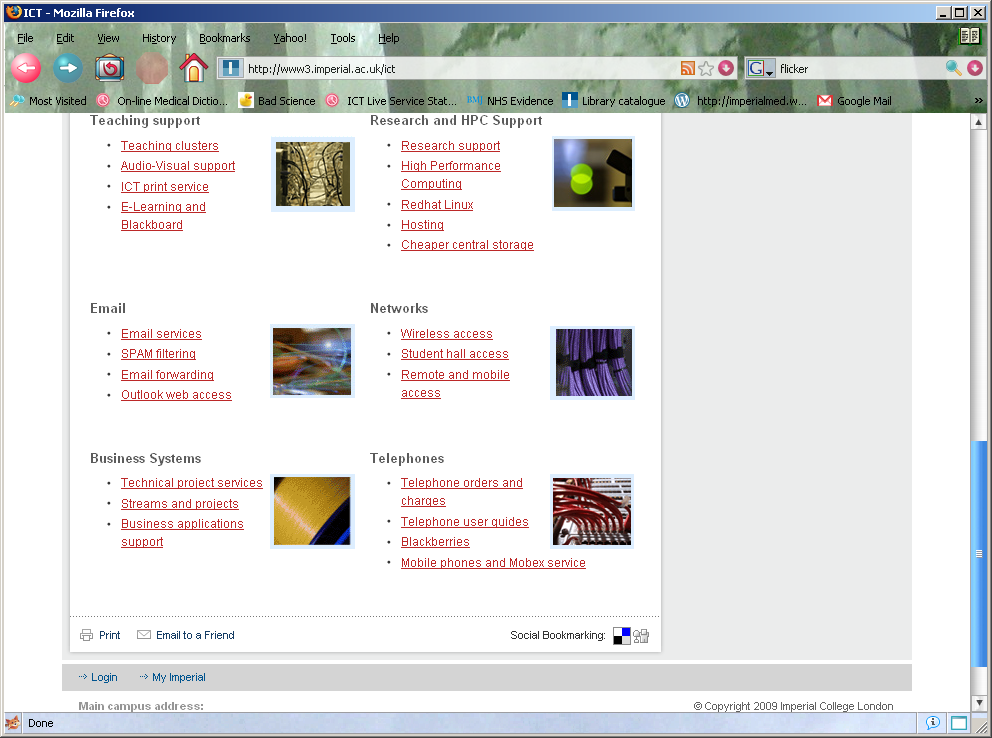 ICT - Mozilla Firefox
File Edit View History Bookmarks Yahoo! Tools Help
http://www3.imperial.ac.uk/ict
G flicker
Most Visited On-line Medical Dictio... Bad Science ICT Live Service Stat... BMJ NHS Evidence Library catalogue http://imperialmed.w... Google Mail »
Teaching support
Teaching clusters
Audio-Visual support
ICT print service
E-Learning and
Blackboard
Research and HPC Support
Research support
High Performance
Computing
Redhat Linux
Hosting
Cheaper central storage
Email
Email services
SPAM filtering
Email forwarding
Outlook web access
Networks
Wireless access
Student hall access
Remote and mobile
access
Business Systems
Technical project services
Streams and projects
Business applications
support
Telephones
Telephone orders and
charges
Telephone user guides
Blackberries
Mobile phones and Mobex service
Print Email to a Friend Social Bookmarking:
Login My Imperial
Main campus address: © Copyright 2009 Imperial College London
Done